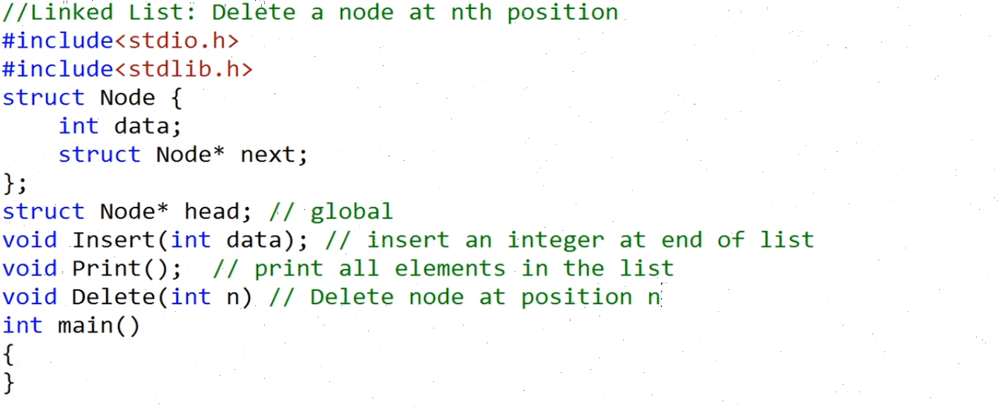 //Linked List: Delete a node at nth position
#include<stdio.h>
#include<stdlib.h>
struct Node {
    int data;
    struct Node* next;
};
struct Node* head; // global
void Insert(int data); // insert an integer at end of list
void Print();  // print all elements in the list
void Delete(int n) // Delete node at position n
int main()
{
}